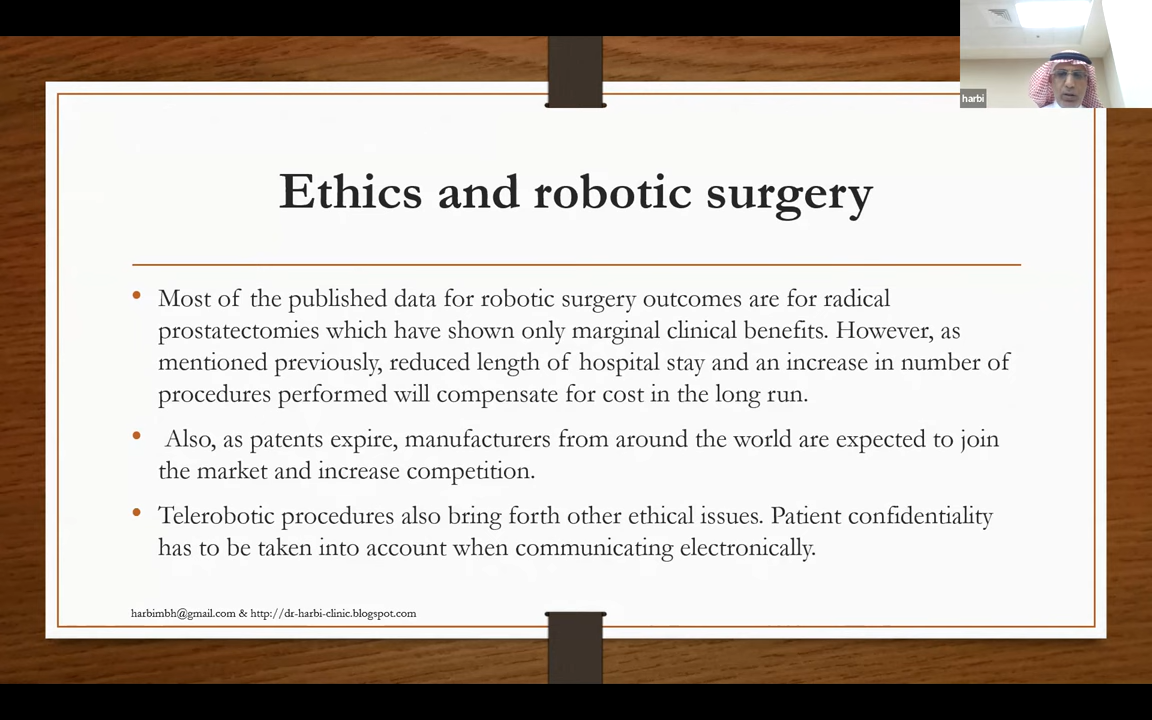 harbi
Ethics and robotic surgery
• Most of the published data for robotic surgery outcomes are for radical
prostatectomies which have shown only marginal clinical benefits. However, as
mentioned previously, reduced length of hospital stay and an increase in number of
procedures performed will compensate for cost in the long run.
• Also, as patents expire, manufacturers from around the world are expected to join
the market and increase competition.
• Telerobotic procedures also bring forth other ethical issues. Patient confidentiality
has to be taken into account when communicating electronically.
harbimbh@gmail.com & http://dr-harbi-clinic.blogspot.com